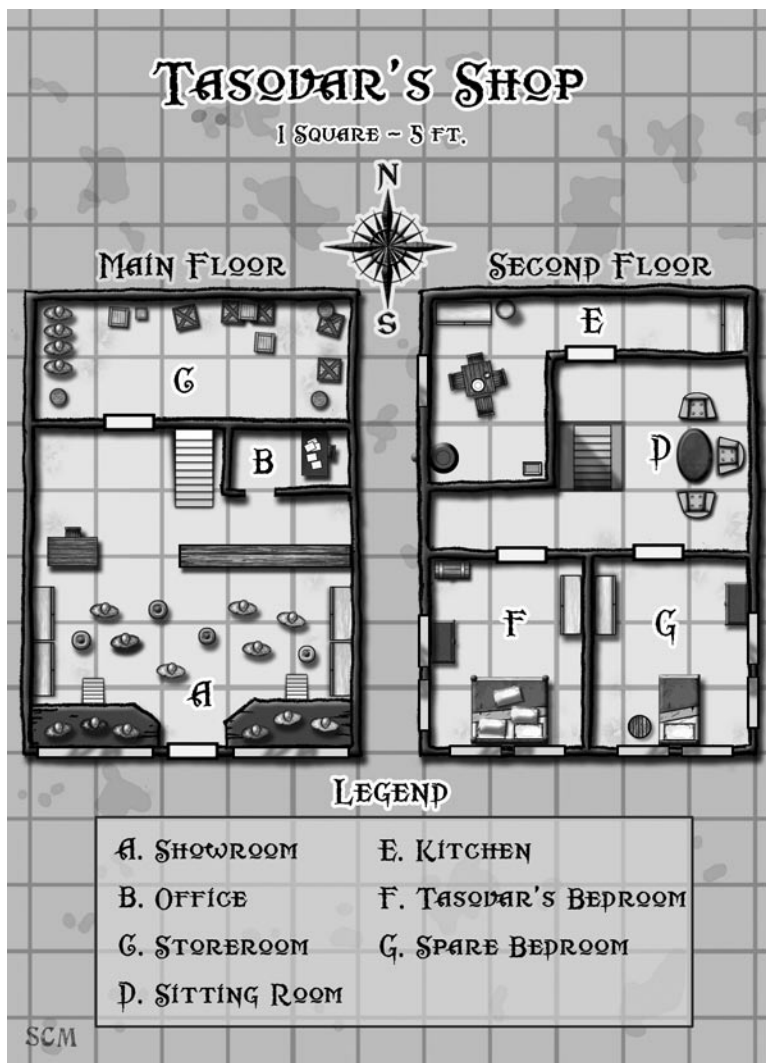 Tasovar's Shop
1 Square ~ 5 ft.
N
S
Main Floor
Second Floor
C
B
A
E
D
F
G
Legend
A. Showroom
B. Office
C. Storeroom
D. Sitting Room
E. Kitchen
F. Tasovar's Bedroom
G. Spare Bedroom
SCM